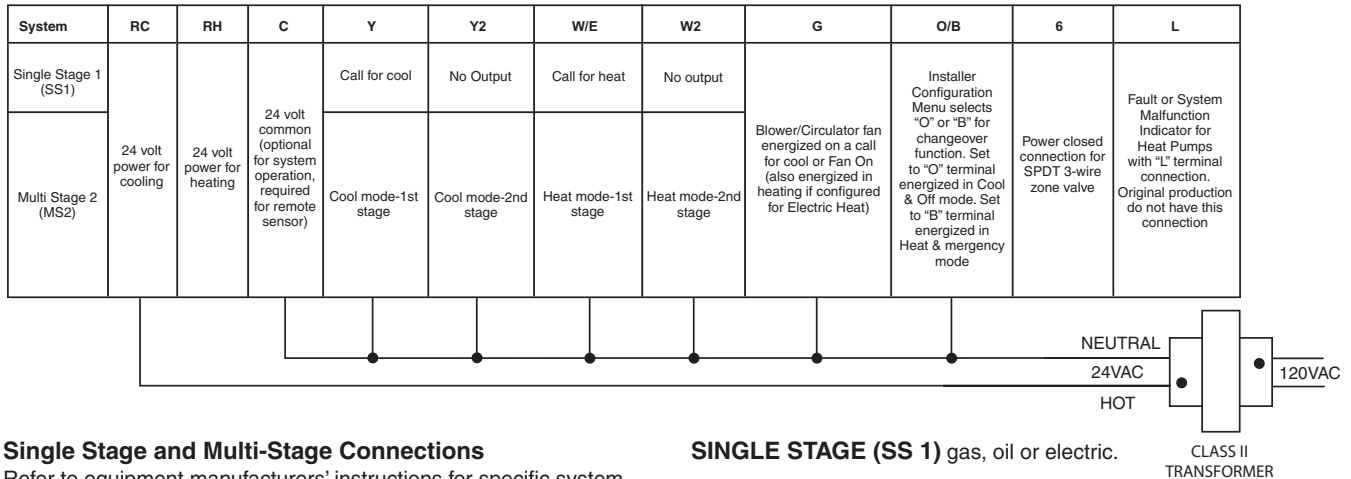 System RC RH C Y Y2 W/E W2 G O/B 6 L
Single Stage 1
(SS1)
Multi Stage 2
(MS2)
24 volt
power for
cooling
24 volt
power for
heating
24 volt
common
(optional
for system
operation,
required
for remote
sensor)
Call for cool
Cool mode-1st
stage
No Output
Cool mode-2nd
stage
Call for heat
Heat mode-1st
stage
No output
Heat mode-2nd
stage
Blower/Circulator fan
energized on a call
for cool or Fan On
(also energized in
heating if configured
for Electric Heat)
Installer
Configuration
Menu selects
“O” or “B” for
changeover
function. Set
to “O” terminal
energized in Cool
& Off mode. Set
to “B” terminal
energized in
Heat & mergency
mode
Power closed
connection for
SPDT 3-wire
zone valve
Fault or System
Malfunction
Indicator for
Heat Pumps
with “L” terminal
connection.
Original production
do not have this
connection
NEUTRAL
24VAC
HOT
120VAC
CLASS II
TRANSFORMER
Single Stage and Multi-Stage Connections
Refer to equipment manufacturers’ instructions for specific system
SINGLE STAGE (SS 1) gas, oil or electric.